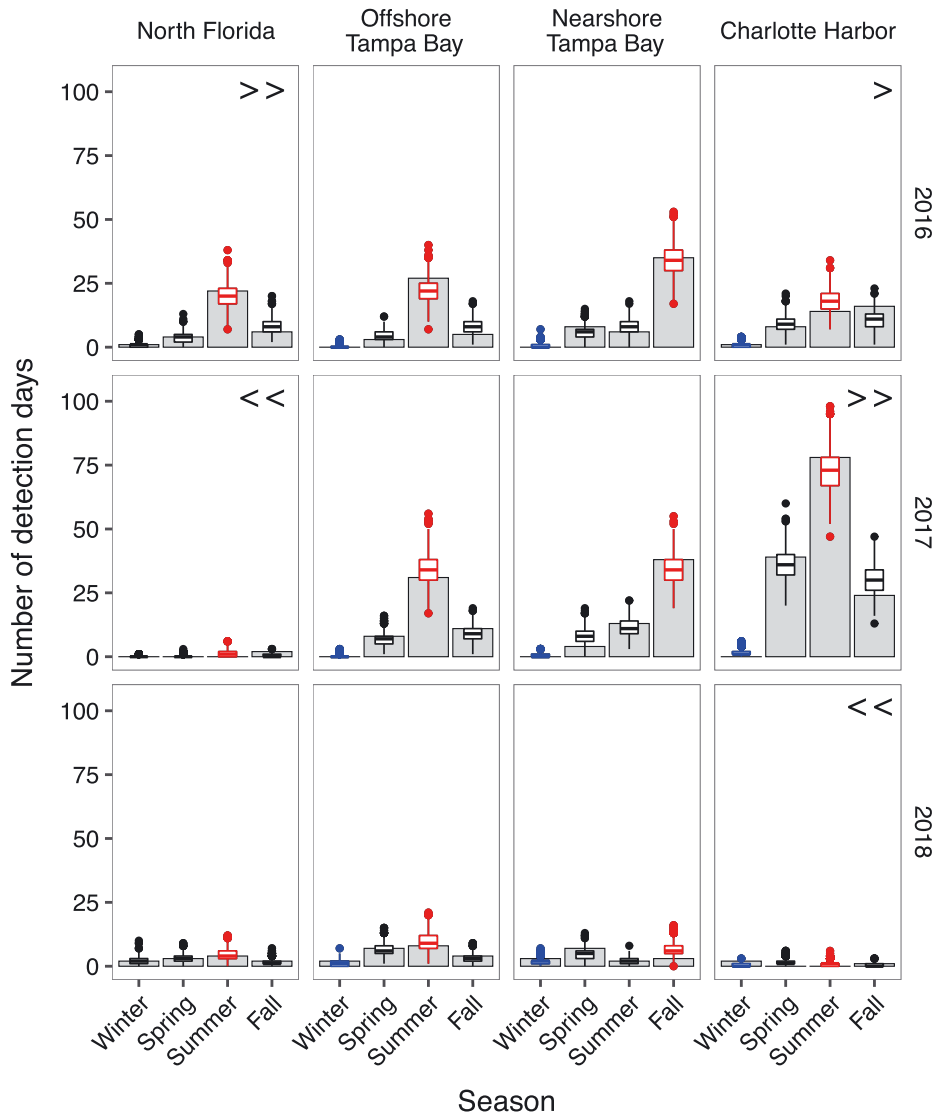 North Florida
Offshore
Tampa Bay
Nearshore
Tampa Bay
Charlotte Harbor
Number of detection days
100
75
50
25
0
>>
>
2016
100
75
50
25
0
<<
>>
2017
100
75
50
25
0
<<
2018
Winter
Spring
Summer
Fall
Winter
Spring
Summer
Fall
Winter
Spring
Summer
Fall
Winter
Spring
Summer
Fall
Season